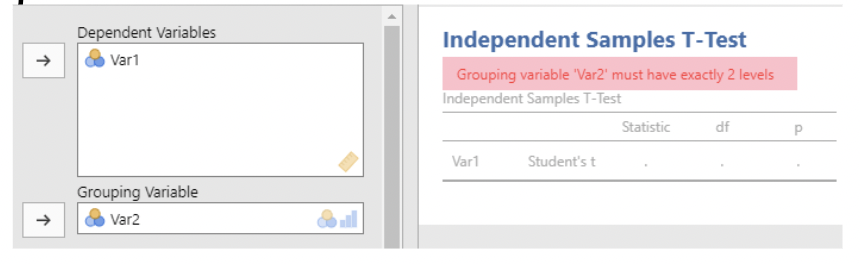 Dependent Variables
Var1
Grouping Variable
Var2
Independent Samples T-Test
Grouping variable 'Var2' must have exactly 2 levels
Independent Samples T-Test
Statistic df p
Var1 Student's t . . .